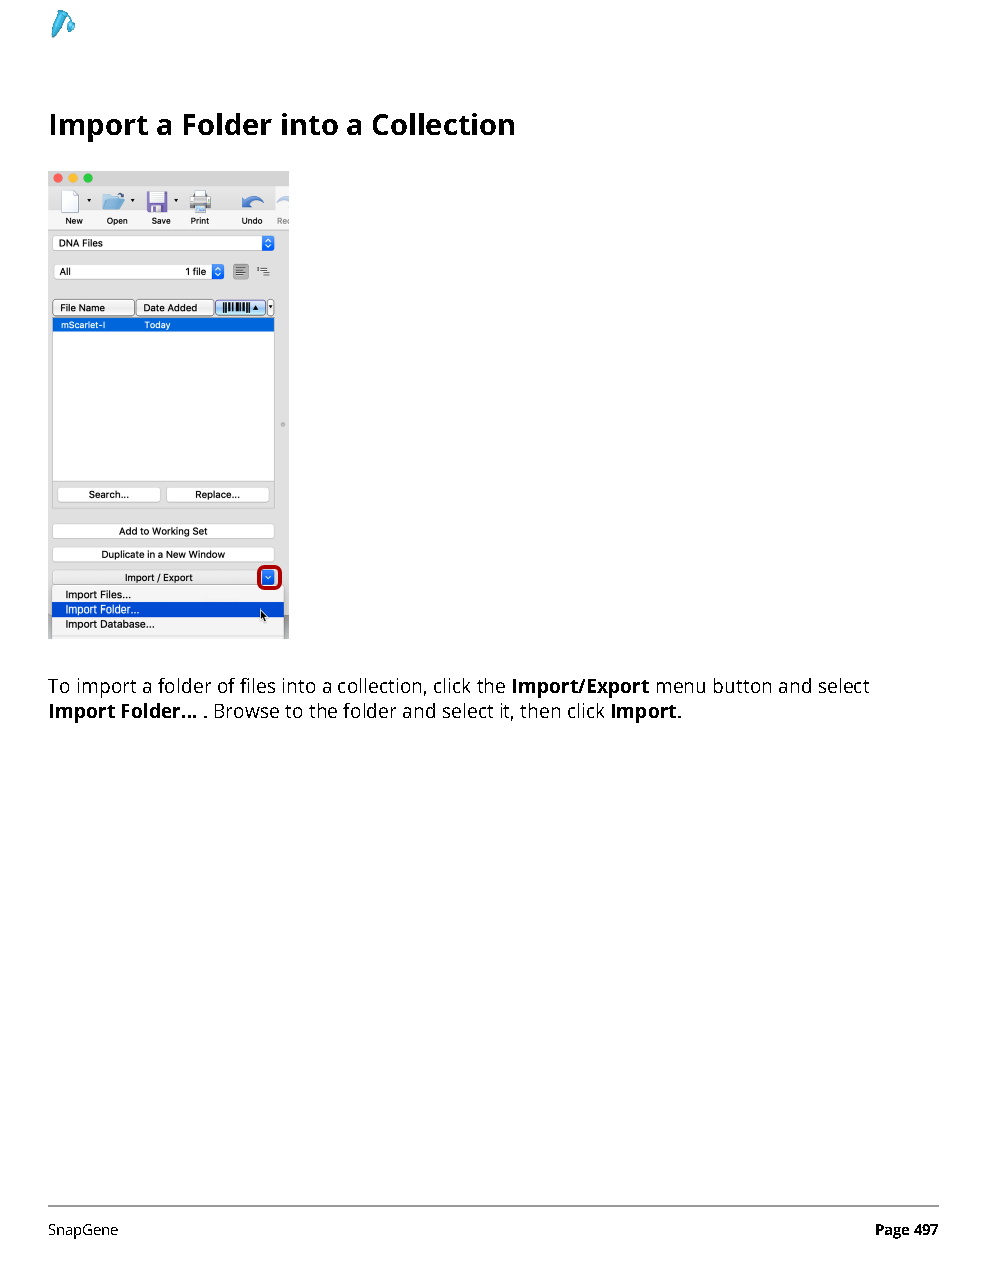 Import a Folder into a Collection
New Open Save Print Undo
DNA Files
All 1 file
File Name Date Added
mScarlet-I Today
Search... Replace...
Add to Working Set
Duplicate in a New Window
Import / Export
Import Files...
Import Folder...
Import Database...
To import a folder of files into a collection, click the Import/Export menu button and select
Import Folder... . Browse to the folder and select it, then click Import.
SnapGene Page 497